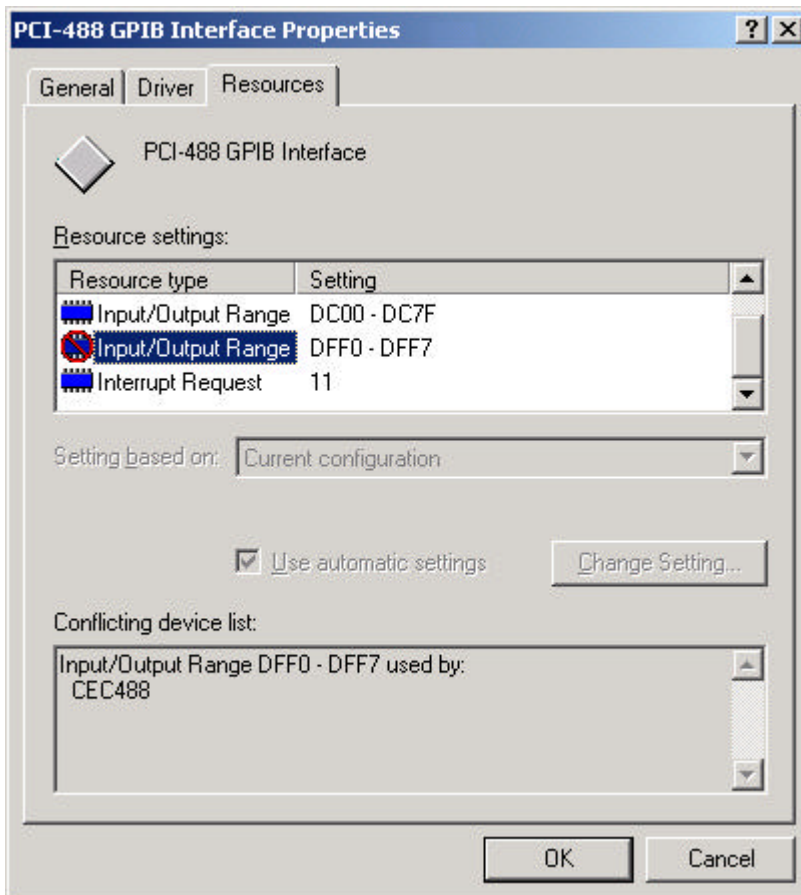 PCI-488 GPIB Interface Properties
General Driver Resources
PCI-488 GPIB Interface
Resource settings:
Resource type Setting
Input/Output Range DC00 - DC7F
Input/Output Range DFF0 - DFF7
Interrupt Request 11
Setting based on: Current configuration
Use automatic settings Change Setting...
Conflicting device list:
Input/Output Range DFF0 - DFF7 used by:
CEC488
OK Cancel